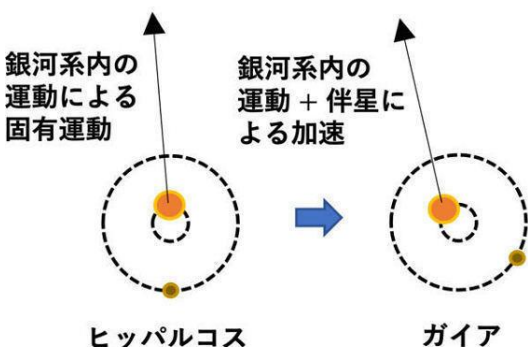 銀河系内の
運動による
固有運動
銀河系内の
運動 + 伴星に
よる加速
ヒッパルコス
ガイア